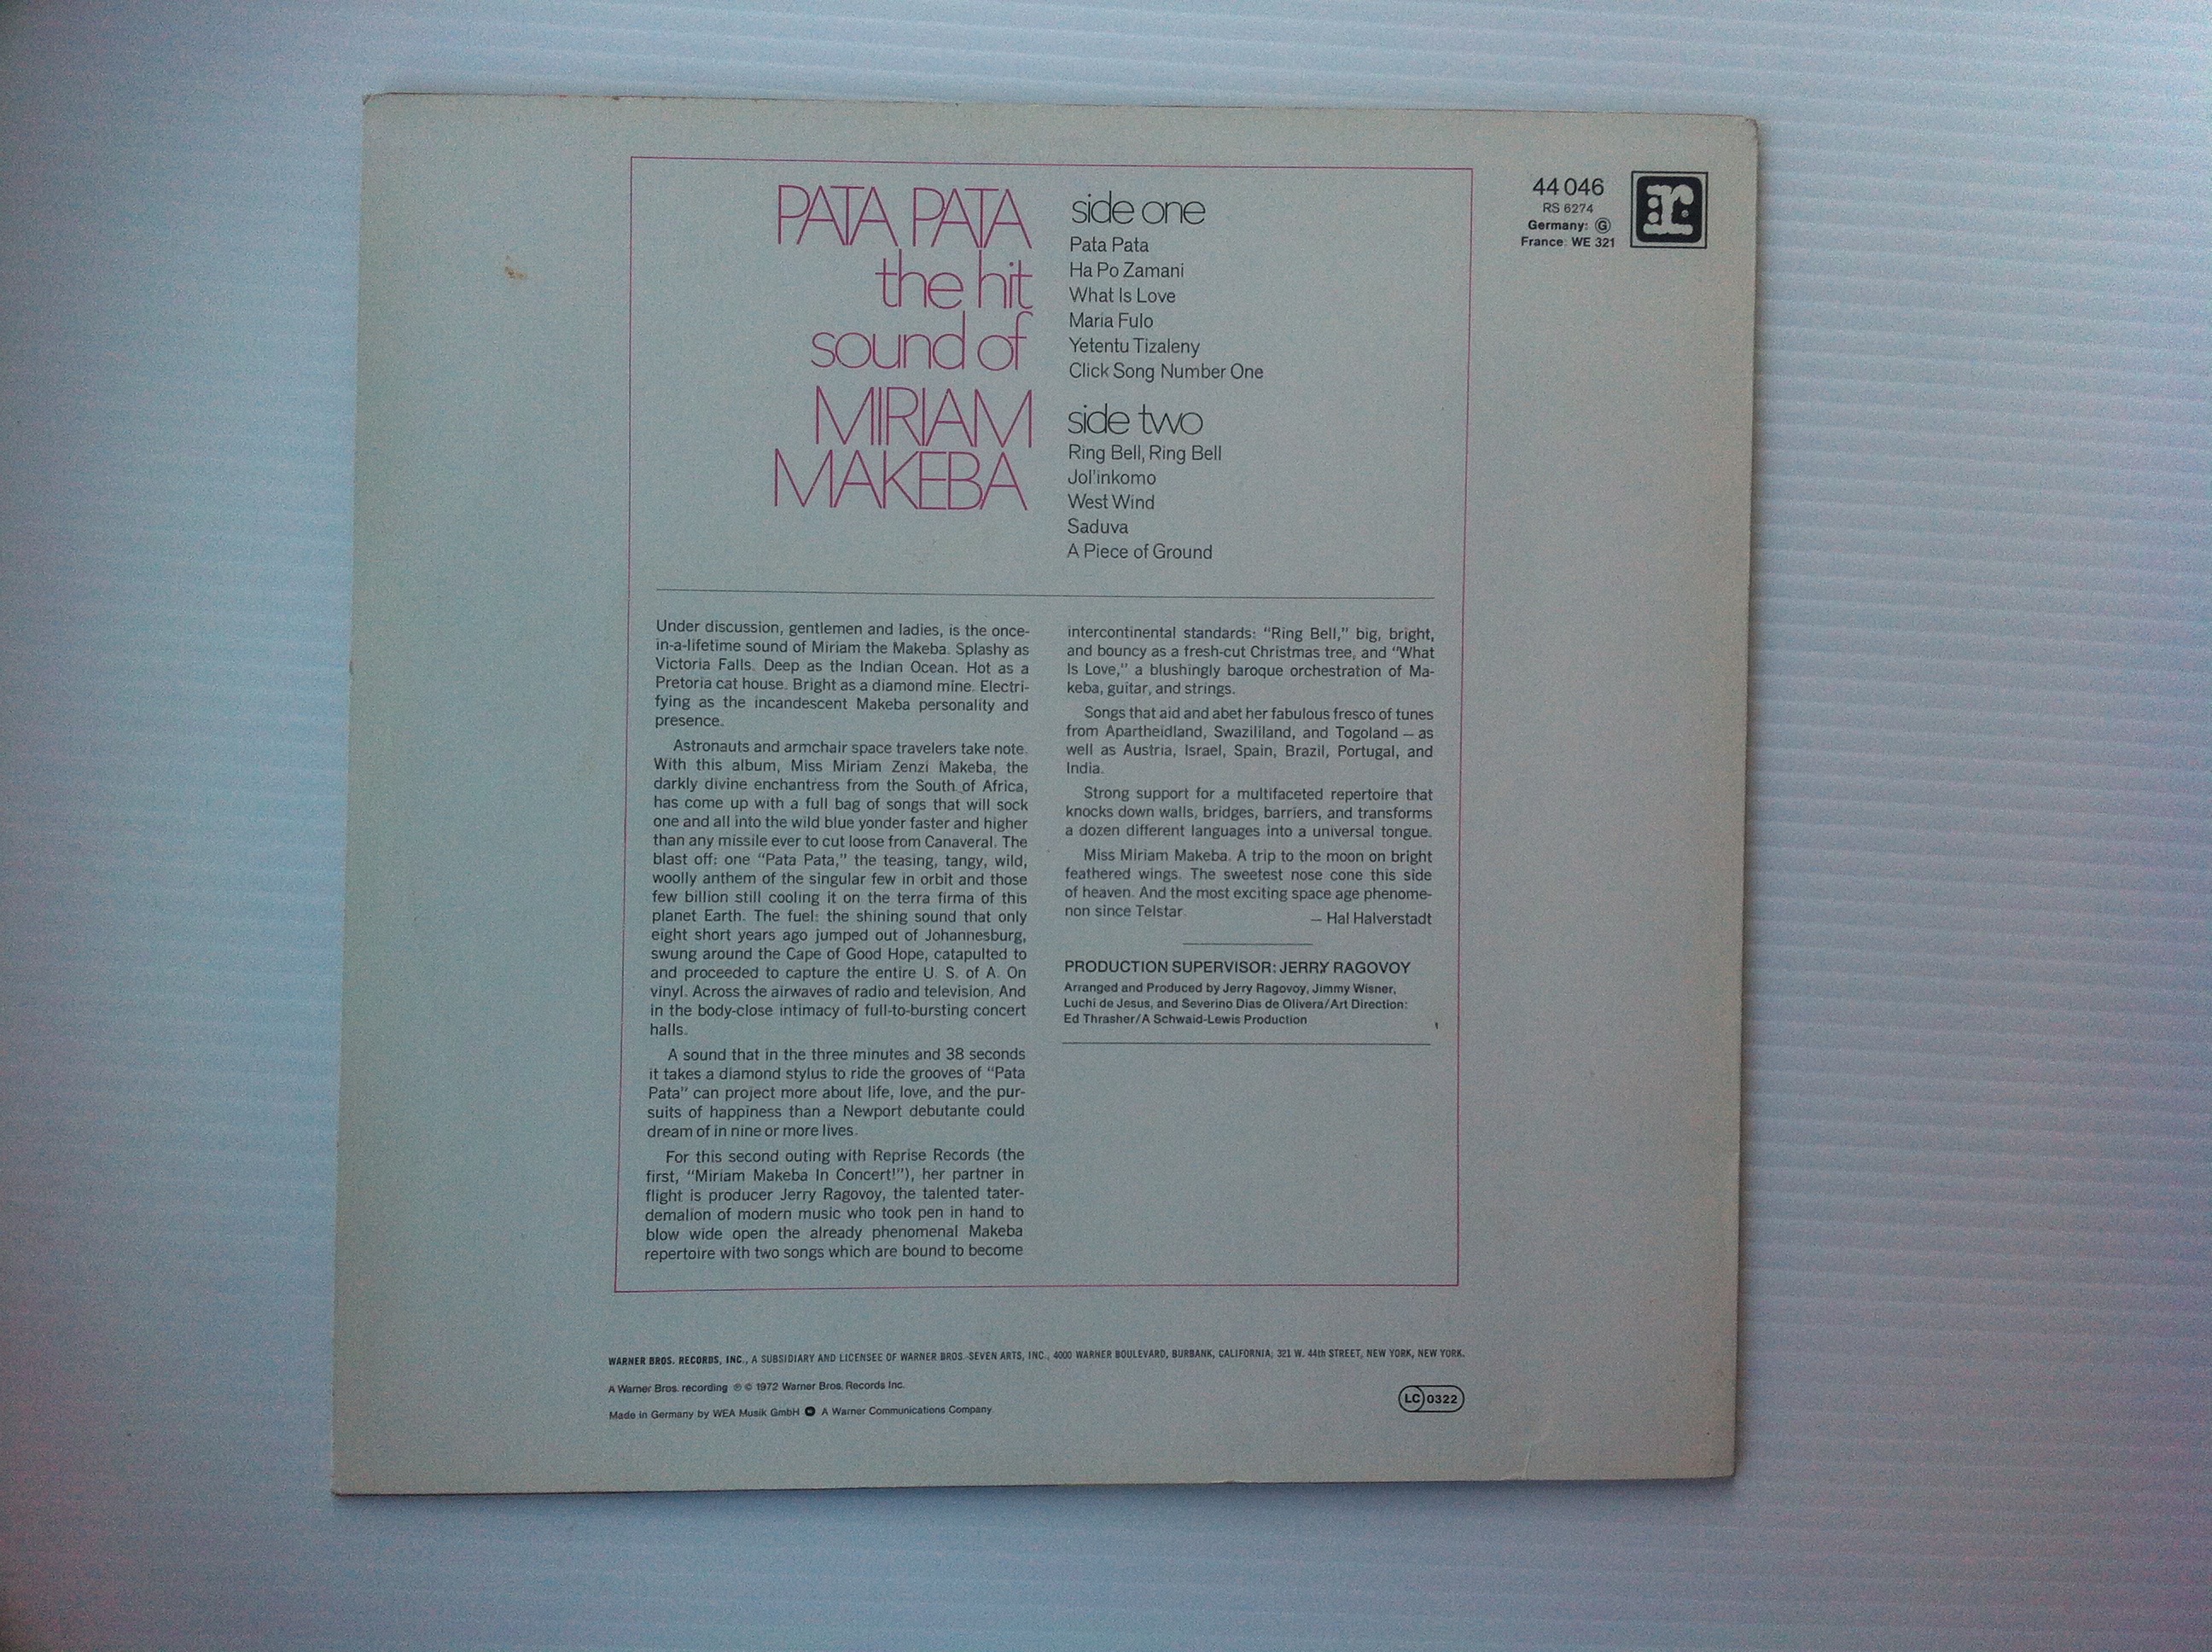 PATA PATA
the hit
sound of
MIRIAM
MAKEBA
side one
Pata Pata
Ha Po Zamani
What Is Love
Maria Fulo
Yetentu Tizaleny
Click Song Number One
side two
Ring Bell, Ring Bell
Jol'inkomo
West Wind
Saduva
A Piece of Ground
44 046
RS 6274
Germany: Ⓖ
France: WE 321
r.
Under discussion, gentlemen and ladies, is the once-
in-a-lifetime sound of Miriam the Makeba. Splashy as
Victoria Falls. Deep as the Indian Ocean. Hot as a
Pretoria cat house. Bright as a diamond mine. Electri-
fying as the incandescent Makeba personality and
presence.
Astronauts and armchair space travelers take note.
With this album, Miss Miriam Zenzi Makeba, the
darkly divine enchantress from the South of Africa,
has come up with a full bag of songs that will sock
one and all into the wild blue yonder faster and higher
than any missile ever to cut loose from Canaveral. The
blast off: one "Pata Pata," the teasing, tangy, wild,
woolly anthem of the singular few in orbit and those
few billion still cooling it on the terra firma of this
planet Earth. The fuel: the shining sound that only
eight short years ago jumped out of Johannesburg,
swung around the Cape of Good Hope, catapulted to
and proceeded to capture the entire U. S. of A. On
vinyl. Across the airwaves of radio and television. And
in the body-close intimacy of full-to-bursting concert
halls.
A sound that in the three minutes and 38 seconds
it takes a diamond stylus to ride the grooves of "Pata
Pata" can project more about life, love, and the pur-
suits of happiness than a Newport debutante could
dream of in nine or more lives.
For this second outing with Reprise Records (the
first, "Miriam Makeba In Concert!"), her partner in
flight is producer Jerry Ragovoy, the talented tater-
demalion of modern music who took pen in hand to
blow wide open the already phenomenal Makeba
repertoire with two songs which are bound to become
intercontinental standards: "Ring Bell," big, bright,
and bouncy as a fresh-cut Christmas tree, and "What
Is Love," a blushingly baroque orchestration of Ma-
keba, guitar, and strings.
Songs that aid and abet her fabulous fresco of tunes
from Apartheidland, Swazililand, and Togoland – as
well as Austria, Israel, Spain, Brazil, Portugal, and
India.
Strong support for a multifaceted repertoire that
knocks down walls, bridges, barriers, and transforms
a dozen different languages into a universal tongue.
Miss Miriam Makeba. A trip to the moon on bright
feathered wings. The sweetest nose cone this side
of heaven. And the most exciting space age phenome-
non since Telstar.
– Hal Halverstadt
PRODUCTION SUPERVISOR: JERRY RAGOVOY
Arranged and Produced by Jerry Ragovoy, Jimmy Wisner,
Luchi de Jesus, and Severino Dias de Olivera/Art Direction:
Ed Thrasher/A Schwaid-Lewis Production
WARNER BROS. RECORDS, INC., A SUBSIDIARY AND LICENSEE OF WARNER BROS.-SEVEN ARTS, INC., 4000 WARNER BOULEVARD, BURBANK, CALIFORNIA; 321 W. 44th STREET, NEW YORK, NEW YORK.
A Warner Bros. recording ℗ © 1972 Warner Bros. Records Inc.
Made in Germany by WEA Musik GmbH A Warner Communications Company
LC 0322